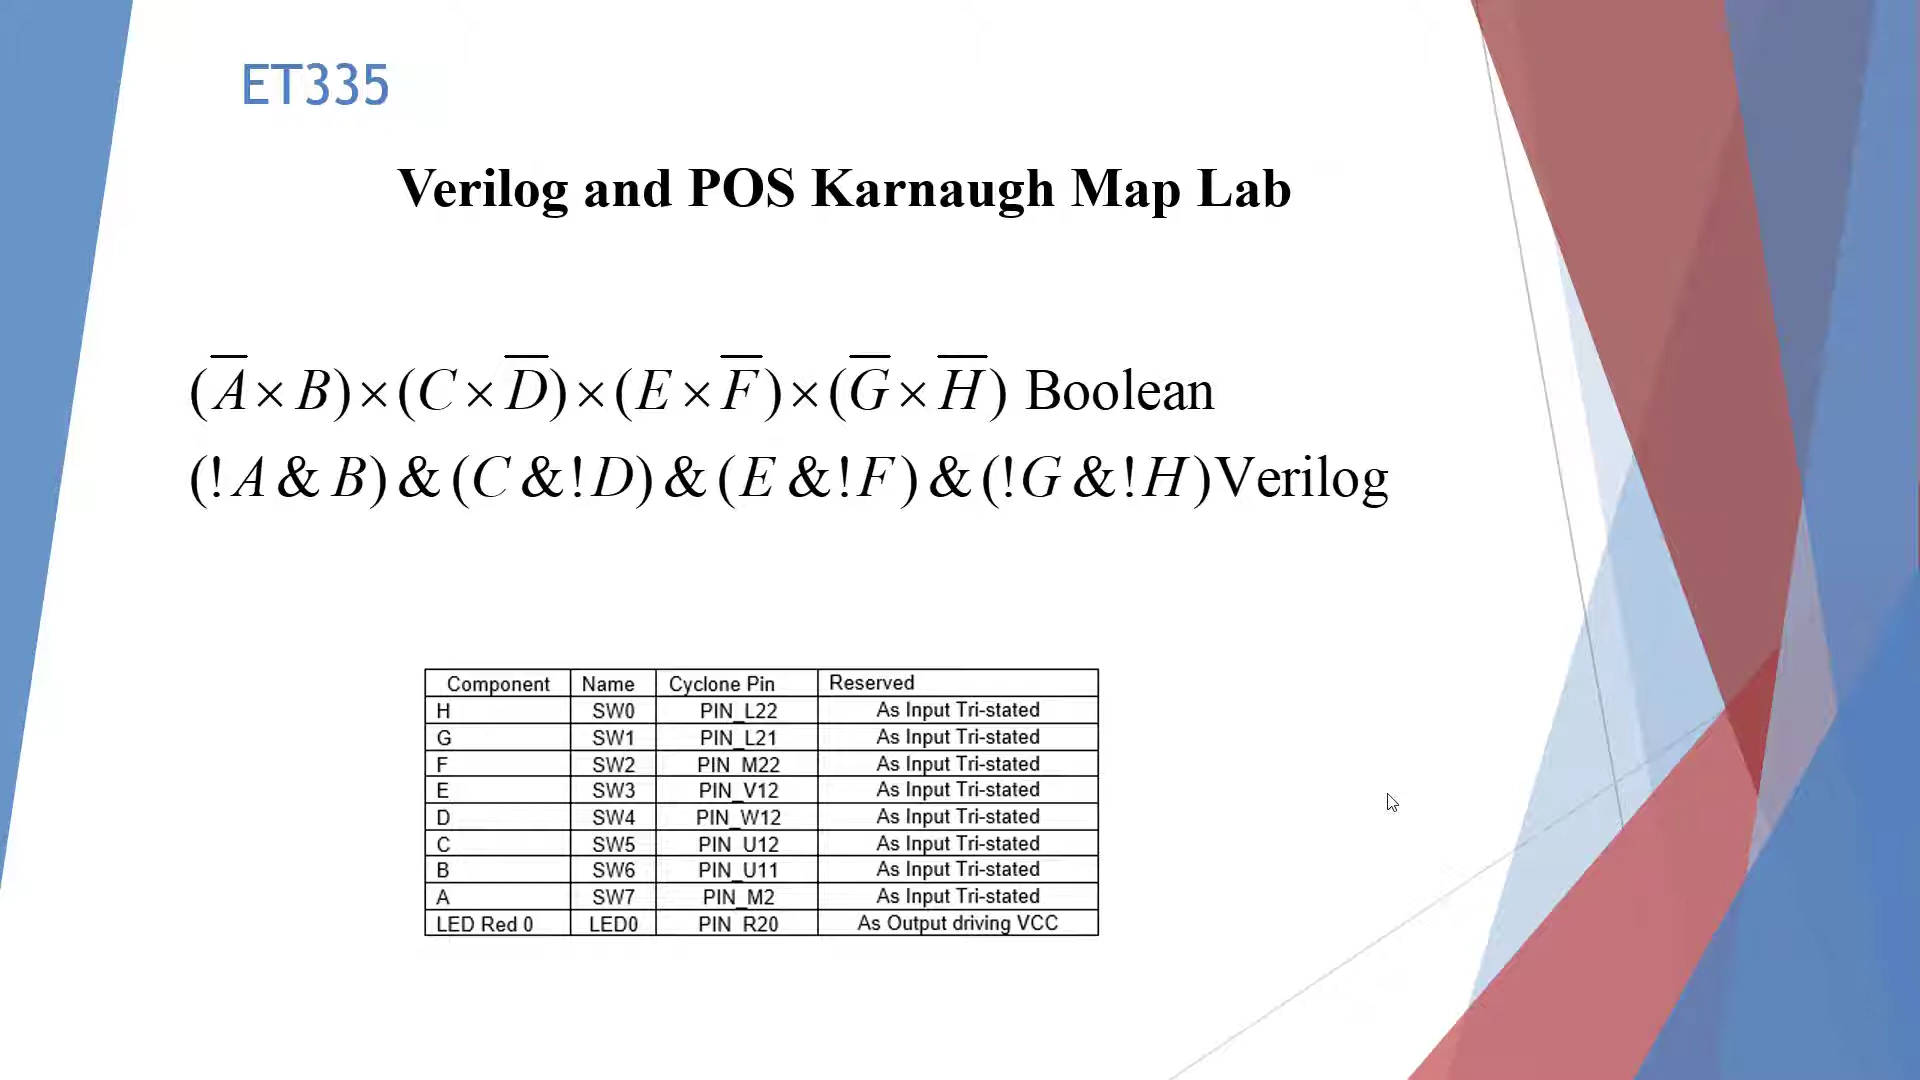 ET335
Verilog and POS Karnaugh Map Lab
(A̅×B)×(C×D̅)×(E×F̅)×(G̅×H̅) Boolean
(!A&B)&(C&!D)&(E&!F)&(!G&!H)Verilog
Component Name Cyclone Pin Reserved
H SW0 PIN_L22 As Input Tri-stated
G SW1 PIN_L21 As Input Tri-stated
F SW2 PIN_M22 As Input Tri-stated
E SW3 PIN_V12 As Input Tri-stated
D SW4 PIN_W12 As Input Tri-stated
C SW5 PIN_U12 As Input Tri-stated
B SW6 PIN_U11 As Input Tri-stated
A SW7 PIN_M2 As Input Tri-stated
LED Red 0 LED0 PIN_R20 As Output driving VCC